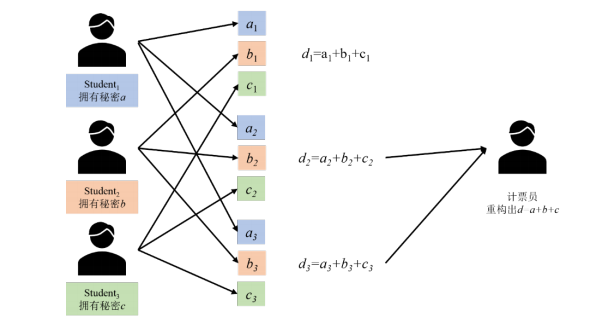 Student₁
拥有秘密a
Student₂
拥有秘密b
Student₃
拥有秘密c
a₁
b₁
c₁
a₂
b₂
c₂
a₃
b₃
c₃
d₁=a₁+b₁+c₁
d₂=a₂+b₂+c₂
d₃=a₃+b₃+c₃
计票员
重构出d=a+b+c